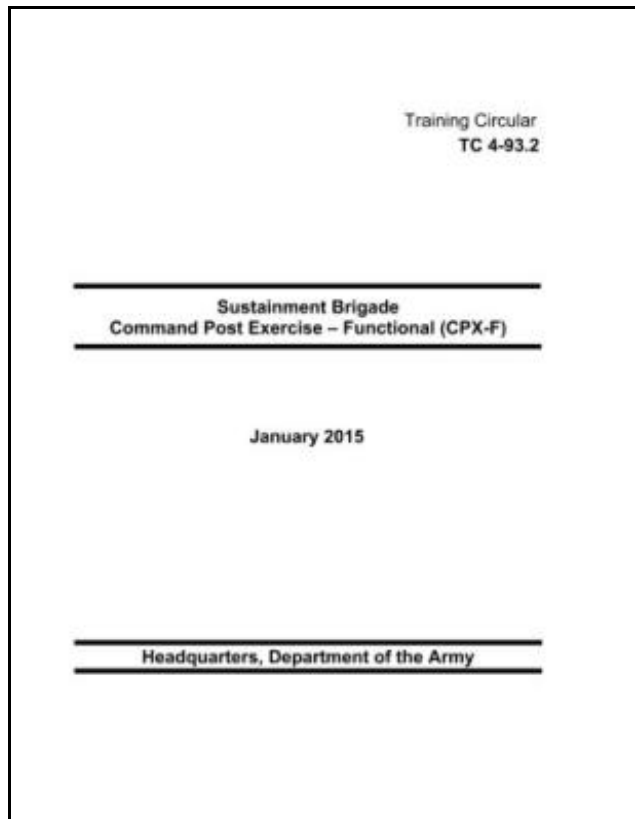 Training Circular
TC 4-93.2
Sustainment Brigade
Command Post Exercise – Functional (CPX-F)
January 2015
Headquarters, Department of the Army